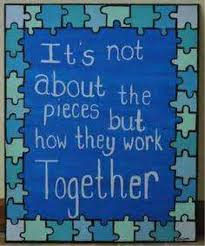 It's not
about the
pieces but
how they work
Together